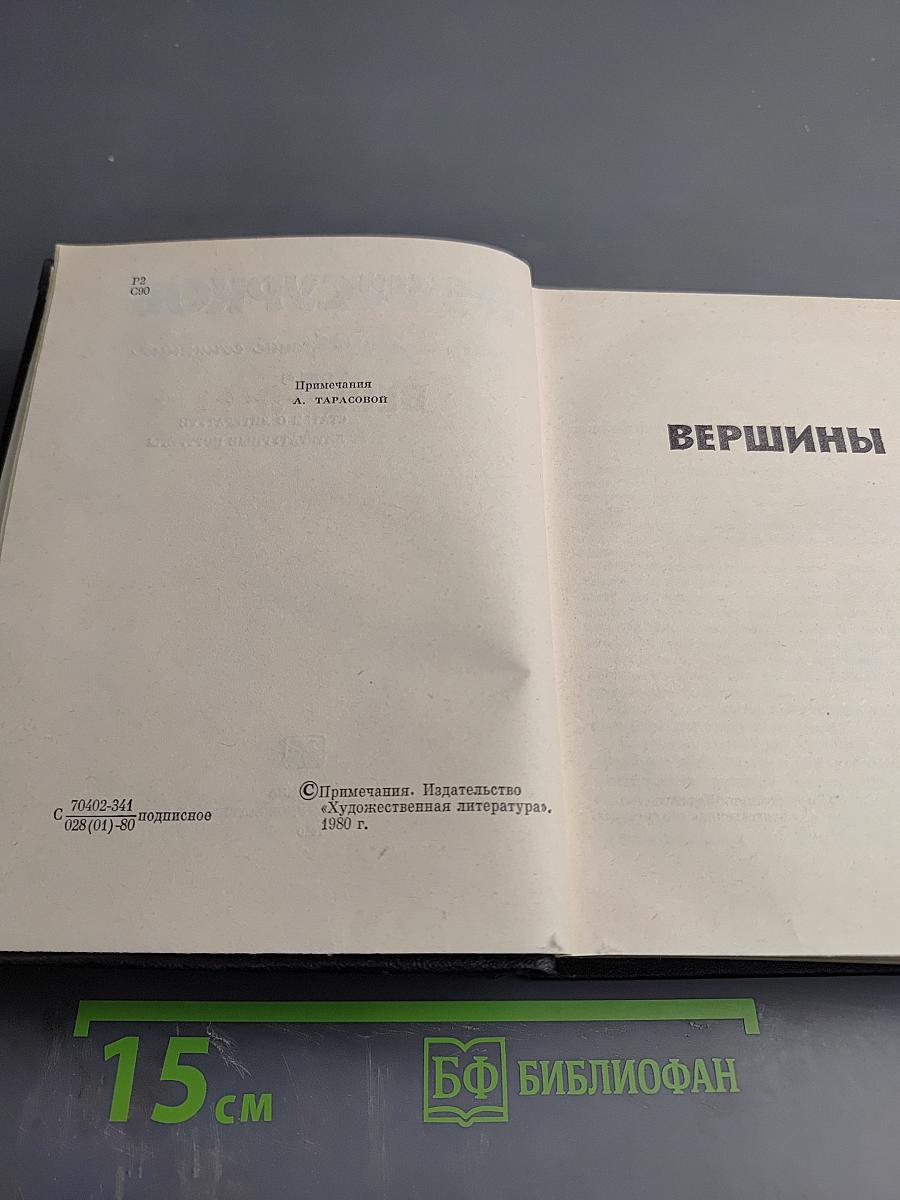 Р2
С90
Примечания
А. ТАРАСОВОЙ
С 70402-341
028(01)-80 подписное
©Примечания. Издательство
«Художественная литература»,
1980 г.
ВЕРШИНЫ
15 см
БФ БИБЛИОФАН